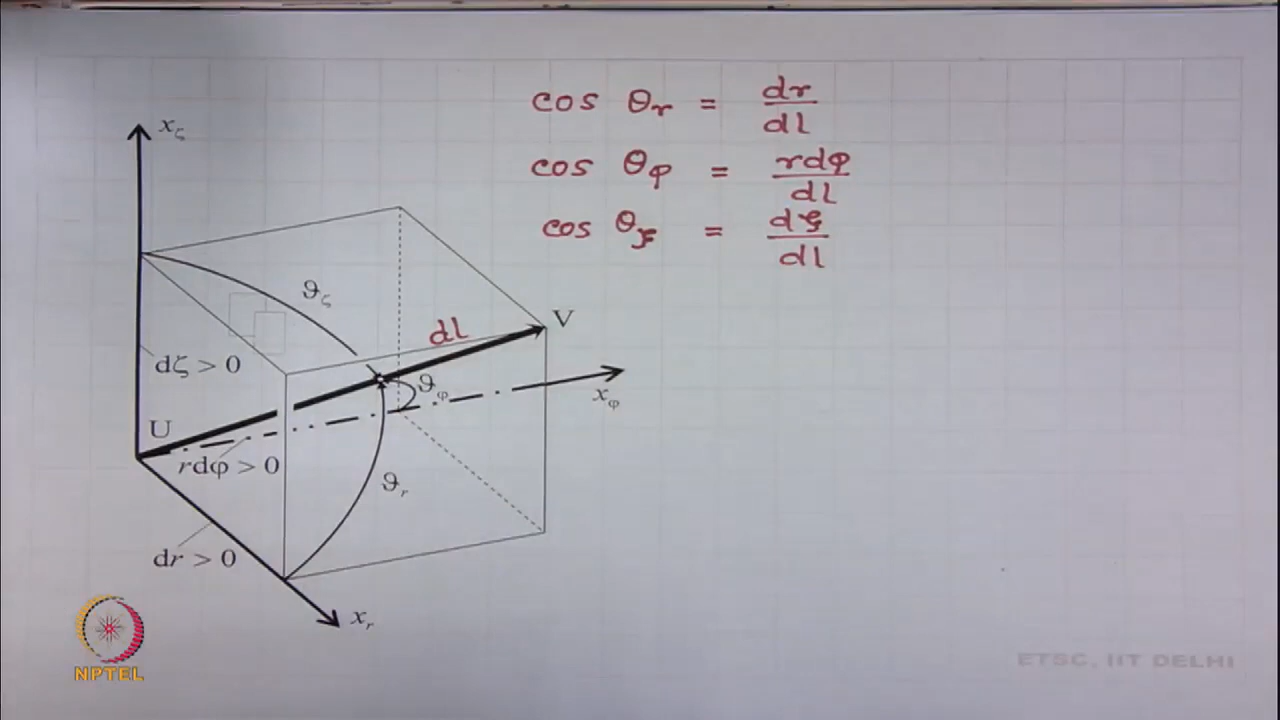 cos θr = dr/dl
cos θφ = rdφ/dl
cos θζ = dξ/dl
xζ
ϑζ
dl
V
dζ > 0
ϑφ
xφ
U
rdφ > 0
ϑr
dr > 0
xr
NPTEL
ETSC, IIT DELHI